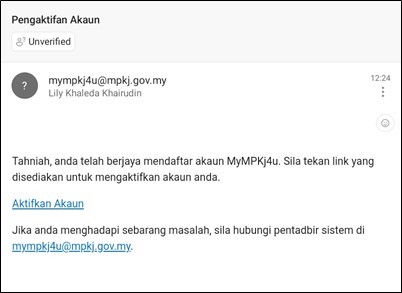 Pengaktifan Akaun
Unverified
?
mympkj4u@mpkj.gov.my
12:24
Lily Khaleda Khairudin
Tahniah, anda telah berjaya mendaftar akaun MyMPKj4u. Sila tekan link yang
disediakan untuk mengaktifkan akaun anda.
Aktifkan Akaun
Jika anda menghadapi sebarang masalah, sila hubungi pentadbir sistem di
mympkj4u@mpkj.gov.my.